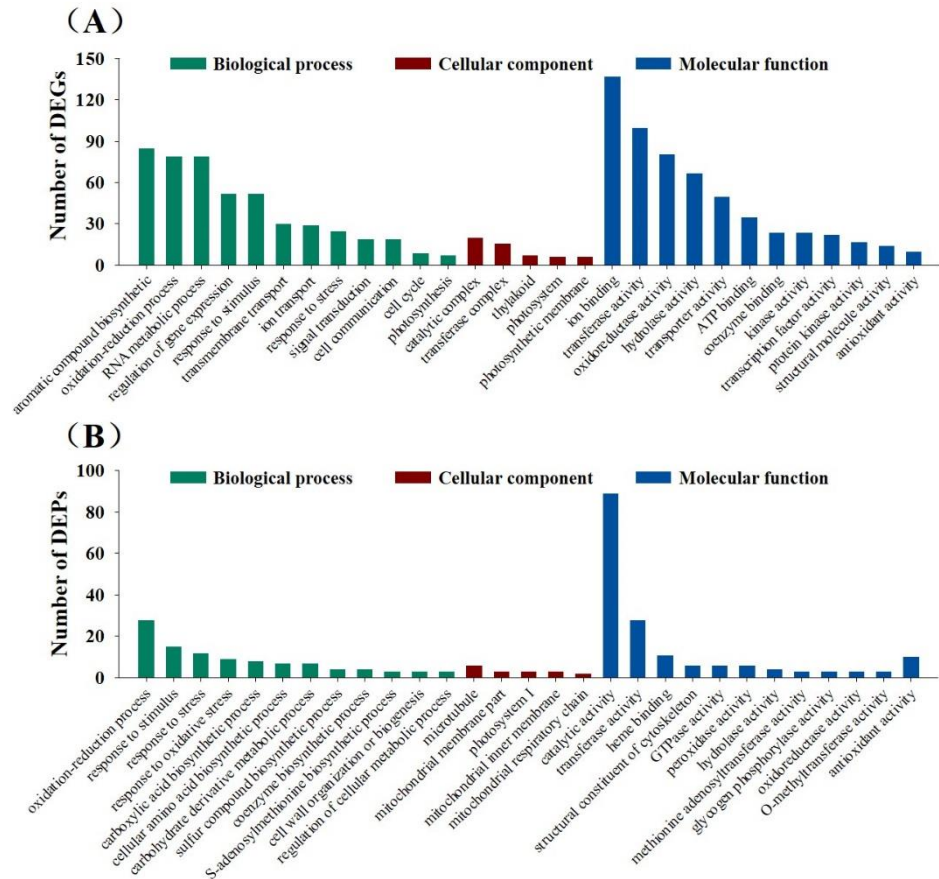 (A)
Biological process Cellular component Molecular function
Number of DEGs
150
120
90
60
30
0
aromatic compound biosynthetic
oxidation-reduction process
RNA metabolic process
regulation of gene expression
response to stimulus
transmembrane transport
ion transport
response to stress
signal transduction
cell communication
cell cycle
photosynthesis
catalytic complex
transferase complex
thylakoid
photosystem
photosynthetic membrane
ion binding
transferase activity
oxidoreductase activity
hydrolase activity
transporter activity
ATP binding
coenzyme binding
kinase activity
transcription factor activity
protein kinase activity
structural molecule activity
antioxidant activity
(B)
Biological process Cellular component Molecular function
Number of DEPs
100
80
60
40
20
0
oxidation-reduction process
response to stimulus
response to stress
response to oxidative stress
carboxylic acid biosynthetic process
cellular amino acid biosynthetic process
carbohydrate derivative metabolic process
sulfur compound biosynthetic process
coenzyme biosynthetic process
S-adenosylmethionine biosynthetic process
cell wall organization or biogenesis
regulation of cellular metabolic process
microtubule
mitochondrial membrane part
photosystem I
mitochondrial inner membrane
mitochondrial respiratory chain
catalytic activity
transferase activity
heme binding
structural constituent of cytoskeleton
GTPase activity
peroxidase activity
hydrolase activity
methionine adenosyltransferase activity
glycogen phosphorylase activity
oxidoreductase activity
O-methyltransferase activity
antioxidant activity